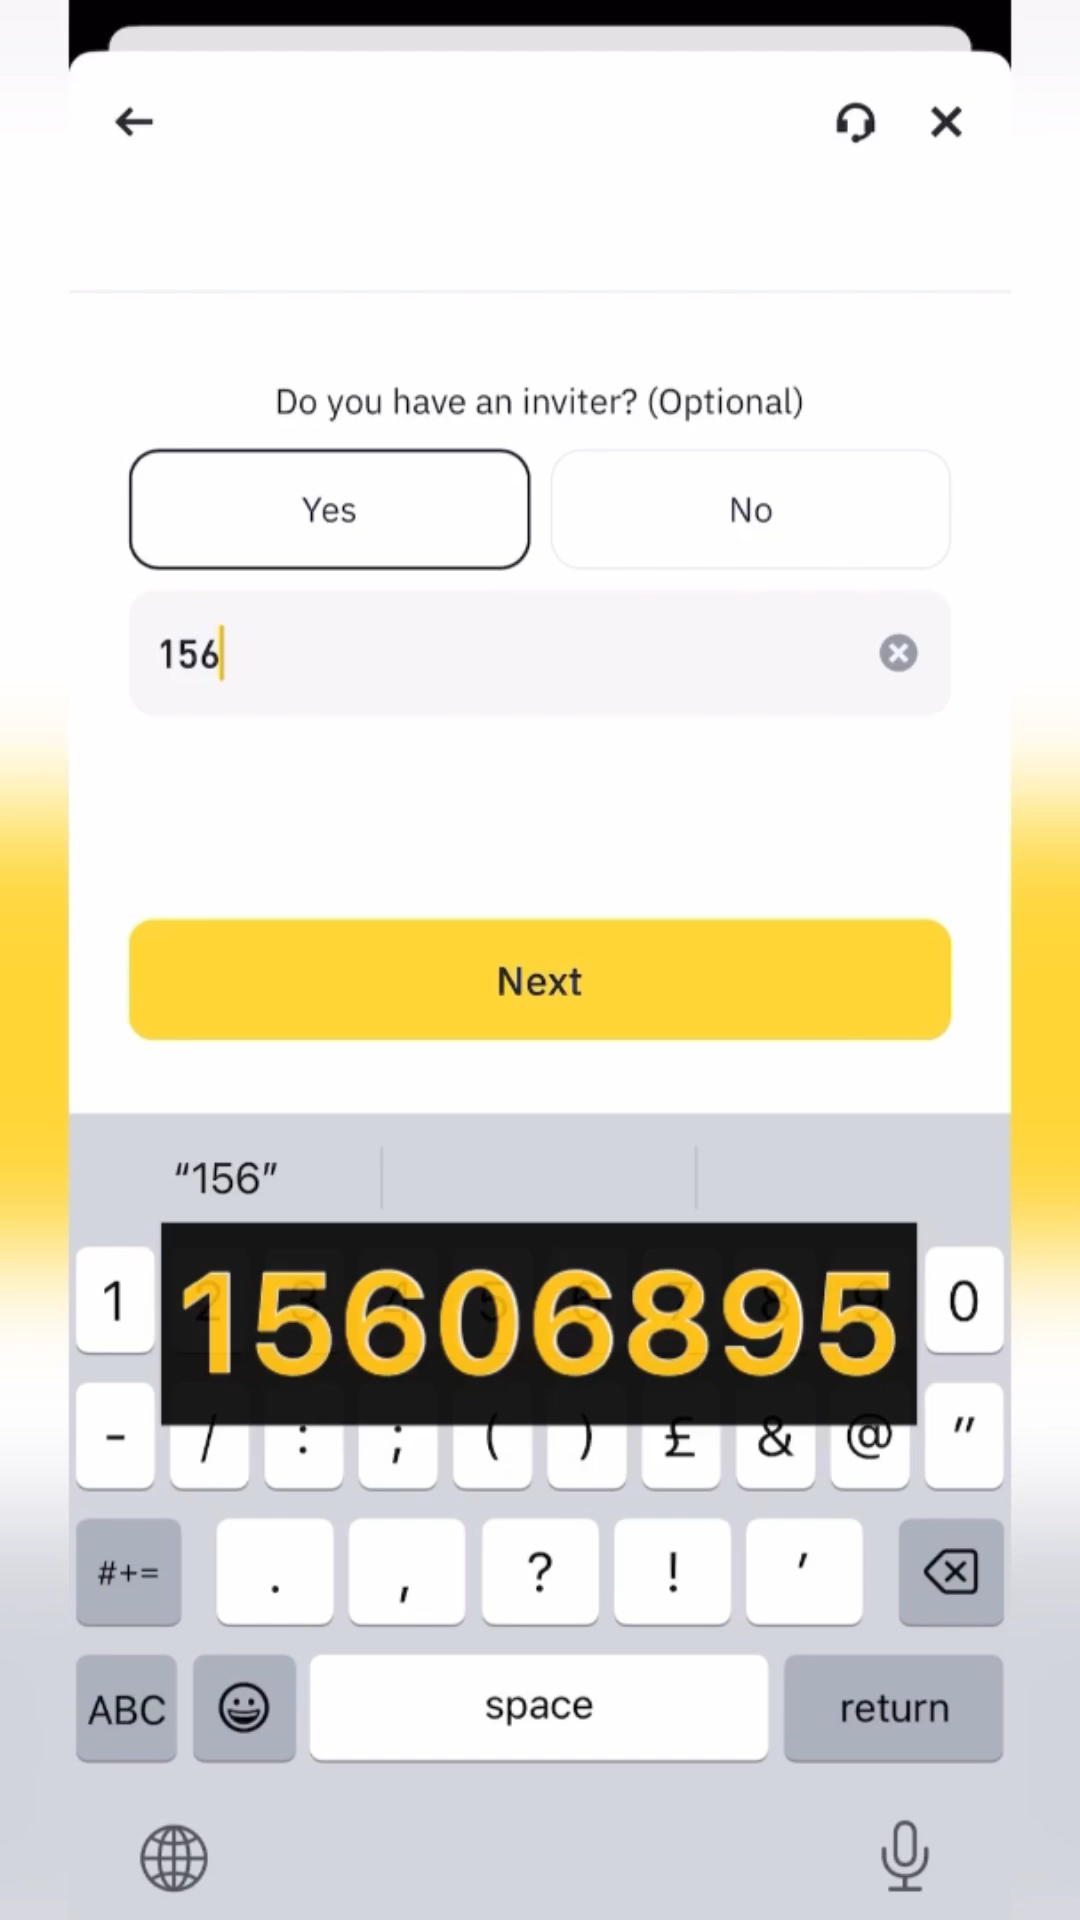 Do you have an inviter? (Optional)
Yes No
156
Next
“156”
1 0
15606895
- / : ; ( ) £ & @ "
#+= . , ? ! '
ABC space return